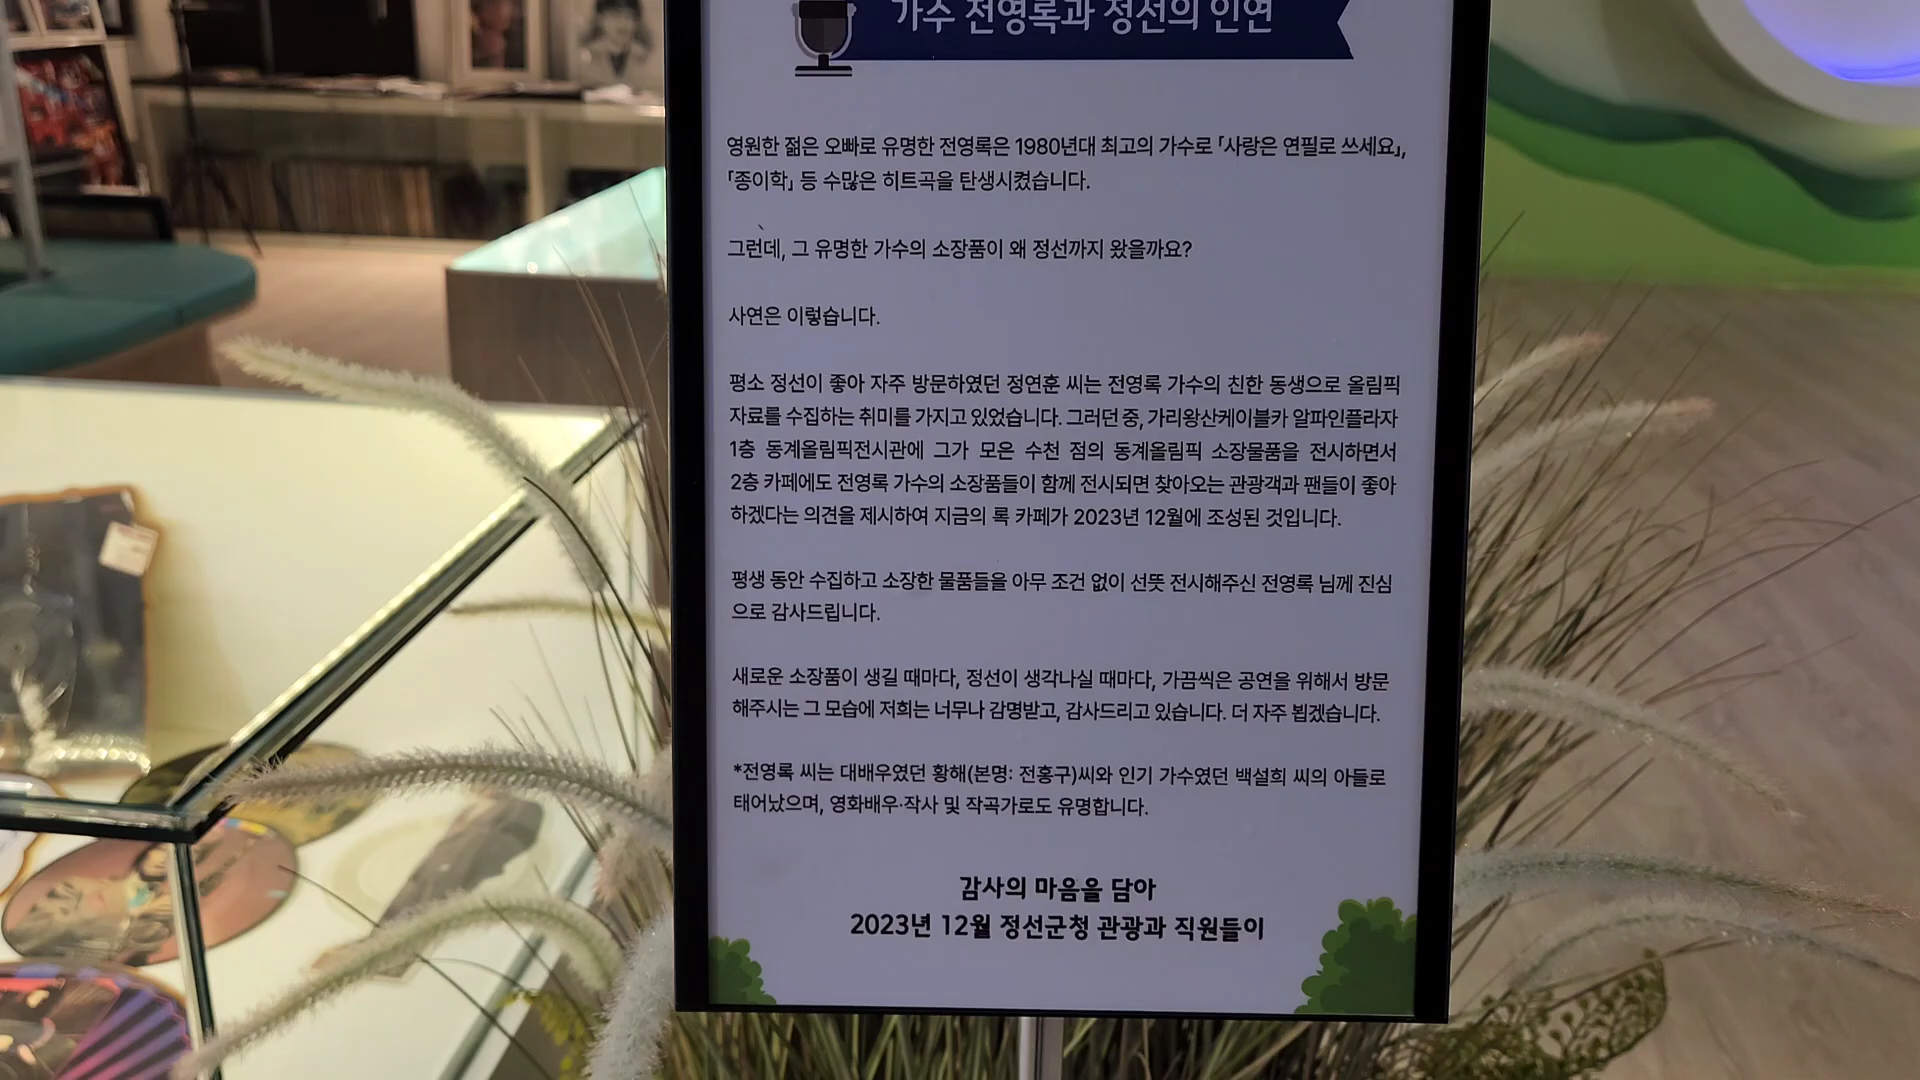 가수 전영록과 정선의 인연
영원한 젊은 오빠로 유명한 전영록은 1980년대 최고의 가수로 「사랑은 연필로 쓰세요」,
「종이학」 등 수많은 히트곡을 탄생시켰습니다.
그런데, 그 유명한 가수의 소장품이 왜 정선까지 왔을까요?
사연은 이렇습니다.
평소 정선이 좋아 자주 방문하였던 정연훈 씨는 전영록 가수의 친한 동생으로 올림픽
자료를 수집하는 취미를 가지고 있었습니다. 그러던 중, 가리왕산케이블카 알파인플라자
1층 동계올림픽전시관에 그가 모은 수천 점의 동계올림픽 소장물품을 전시하면서
2층 카페에도 전영록 가수의 소장품들이 함께 전시되면 찾아오는 관광객과 팬들이 좋아
하겠다는 의견을 제시하여 지금의 록 카페가 2023년 12월에 조성된 것입니다.
평생 동안 수집하고 소장한 물품들을 아무 조건 없이 선뜻 전시해주신 전영록 님께 진심
으로 감사드립니다.
새로운 소장품이 생길 때마다, 정선이 생각나실 때마다, 가끔씩은 공연을 위해서 방문
해주시는 그 모습에 저희는 너무나 감명받고, 감사드리고 있습니다. 더 자주 뵙겠습니다.
*전영록 씨는 대배우였던 황해(본명: 전홍구)씨와 인기 가수였던 백설희 씨의 아들로
태어났으며, 영화배우·작사 및 작곡가로도 유명합니다.
감사의 마음을 담아
2023년 12월 정선군청 관광과 직원들이